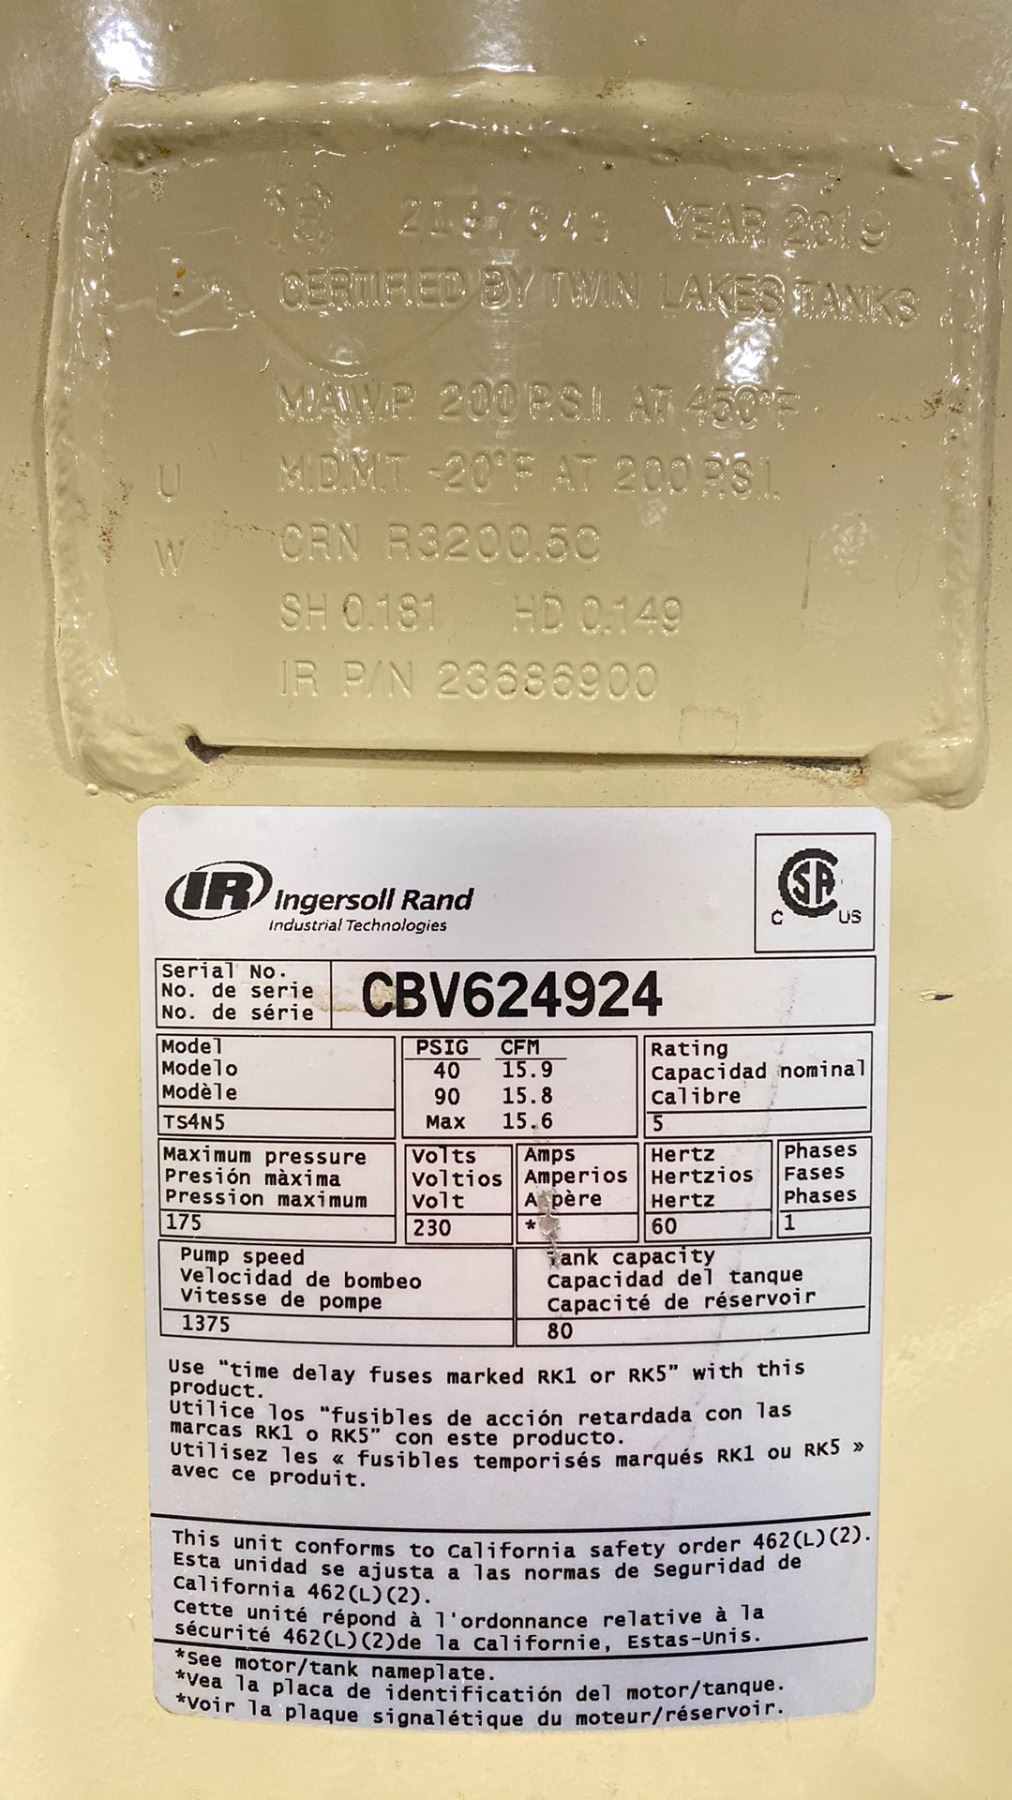 2197849 YEAR 2019
CERTIFIED BY TWIN LAKES TANKS
M.A.W.P. 200 P.S.I. AT 450°F
U M.D.M.T. -20°F AT 200 P.S.I.
W CRN R3200.5C
SH 0.181 HD 0.149
IR P/N 23686900
IR Ingersoll Rand
Industrial Technologies
C SA US
Serial No.
No. de serie
No. de série
CBV624924
Model
Modelo
Modèle
TS4N5
PSIG CFM
40 15.9
90 15.8
Max 15.6
Rating
Capacidad nominal
Calibre
5
Maximum pressure
Presión màxima
Pression maximum
175
Volts
Voltios
Volt
230
Amps
Amperios
Ampère
*
Hertz
Hertzios
Hertz
60
Phases
Fases
Phases
1
Pump speed
Velocidad de bombeo
Vitesse de pompe
1375
Tank capacity
Capacidad del tanque
Capacité de réservoir
80
Use "time delay fuses marked RK1 or RK5" with this
product.
Utilice los "fusibles de acción retardada con las
marcas RK1 o RK5" con este producto.
Utilisez les « fusibles temporisés marqués RK1 ou RK5 »
avec ce produit.
This unit conforms to California safety order 462(L)(2).
Esta unidad se ajusta a las normas de Seguridad de
California 462(L)(2).
Cette unité répond à l'ordonnance relative à la
sécurité 462(L)(2)de la Californie, Estas-Unis.
*See motor/tank nameplate.
*Vea la placa de identificación del motor/tanque.
*Voir la plaque signalétique du moteur/réservoir.